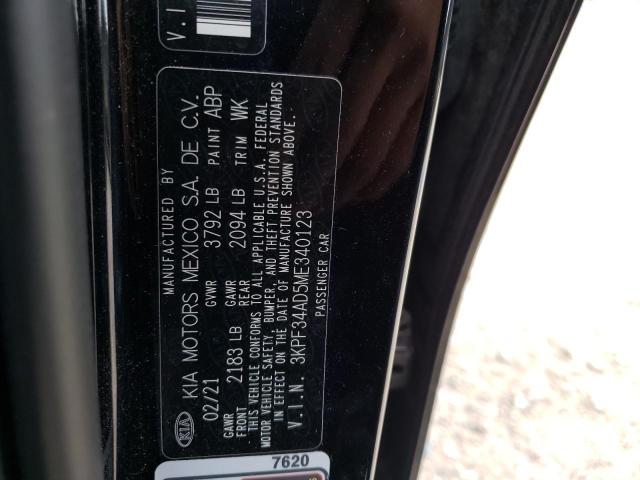 V.I
MANUFACTURED BY
KIA KIA MOTORS MEXICO S.A. DE C.V.
02/21 GVWR 3792 LB PAINT ABP
GAWR FRONT 2183 LB GAWR REAR 2094 LB TRIM WK
THIS VEHICLE CONFORMS TO ALL APPLICABLE U.S.A. FEDERAL
MOTOR VEHICLE SAFETY, BUMPER, AND THEFT PREVENTION STANDARDS
IN EFFECT ON THE DATE OF MANUFACTURE SHOWN ABOVE.
V.I.N. 3KPF34AD5ME340123
PASSENGER CAR
7620